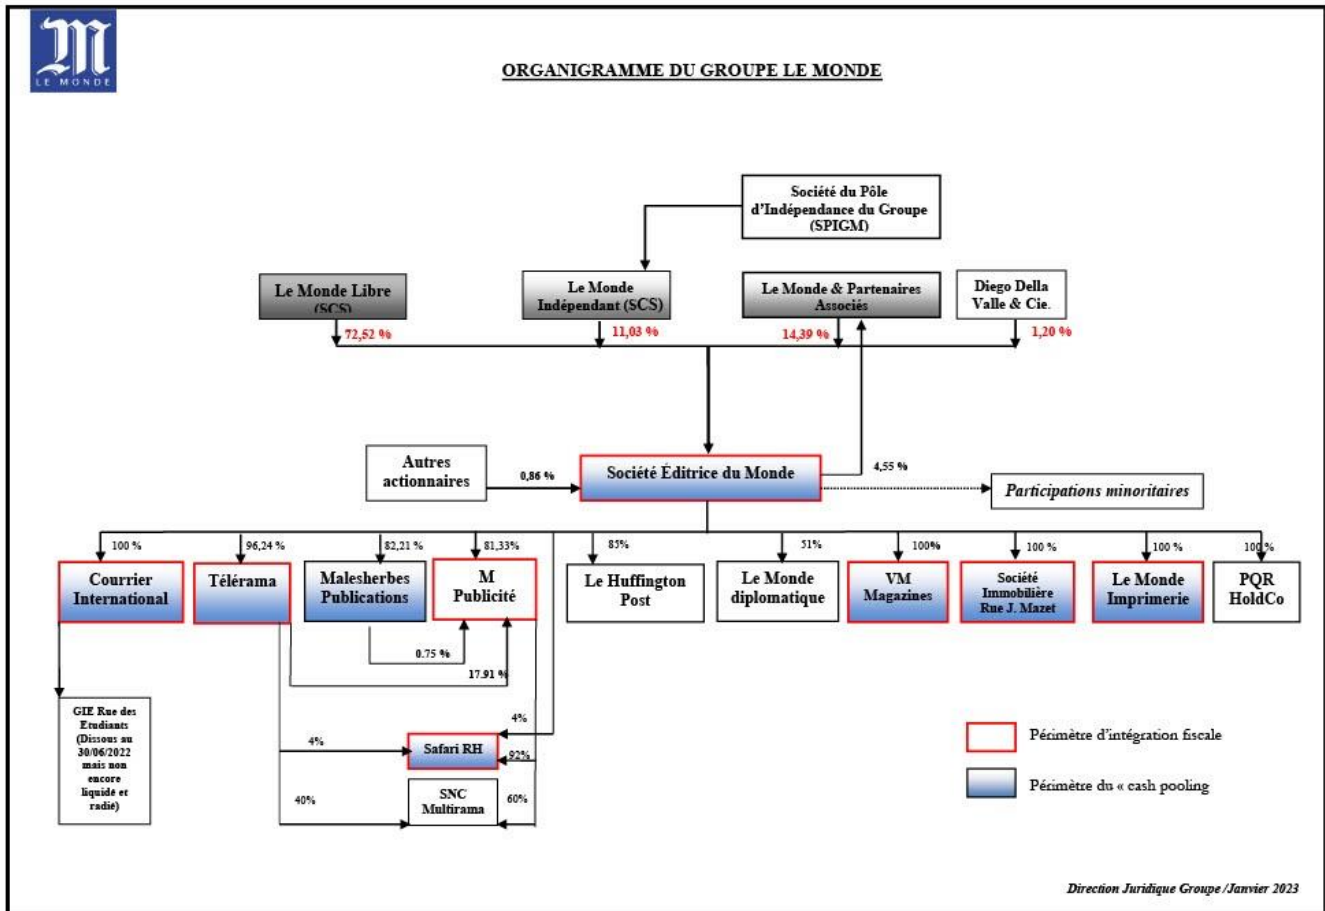 M
LE MONDE
ORGANIGRAMME DU GROUPE LE MONDE
Société du Pôle
d'Indépendance du Groupe
(SPIGM)
Le Monde Libre
(SCS)
Le Monde
Indépendant (SCS)
Le Monde & Partenaires
Associés
Diego Della
Valle & Cie.
72,52 %
11,03 %
14,39 %
1,20 %
Autres
actionnaires
0,86 %
Société Éditrice du Monde
4,55 %
Participations minoritaires
100 %
96,24 %
82,21 %
81,33%
85%
51%
100%
100 %
100 %
100 %
Courrier
International
Télérama
Malesherbes
Publications
M
Publicité
Le Huffington
Post
Le Monde
diplomatique
VM
Magazines
Société
Immobilière
Rue J. Mazet
Le Monde
Imprimerie
PQR
HoldCo
0.75 %
17.91 %
GIE Rue des
Etudiants
(Dissous au
30/06/2022
mais non
encore
liquidé et
radié)
4%
4%
Safari RH
92%
40%
SNC
Multirama
60%
Périmètre d'intégration fiscale
Périmètre du « cash pooling
Direction Juridique Groupe /Janvier 2023